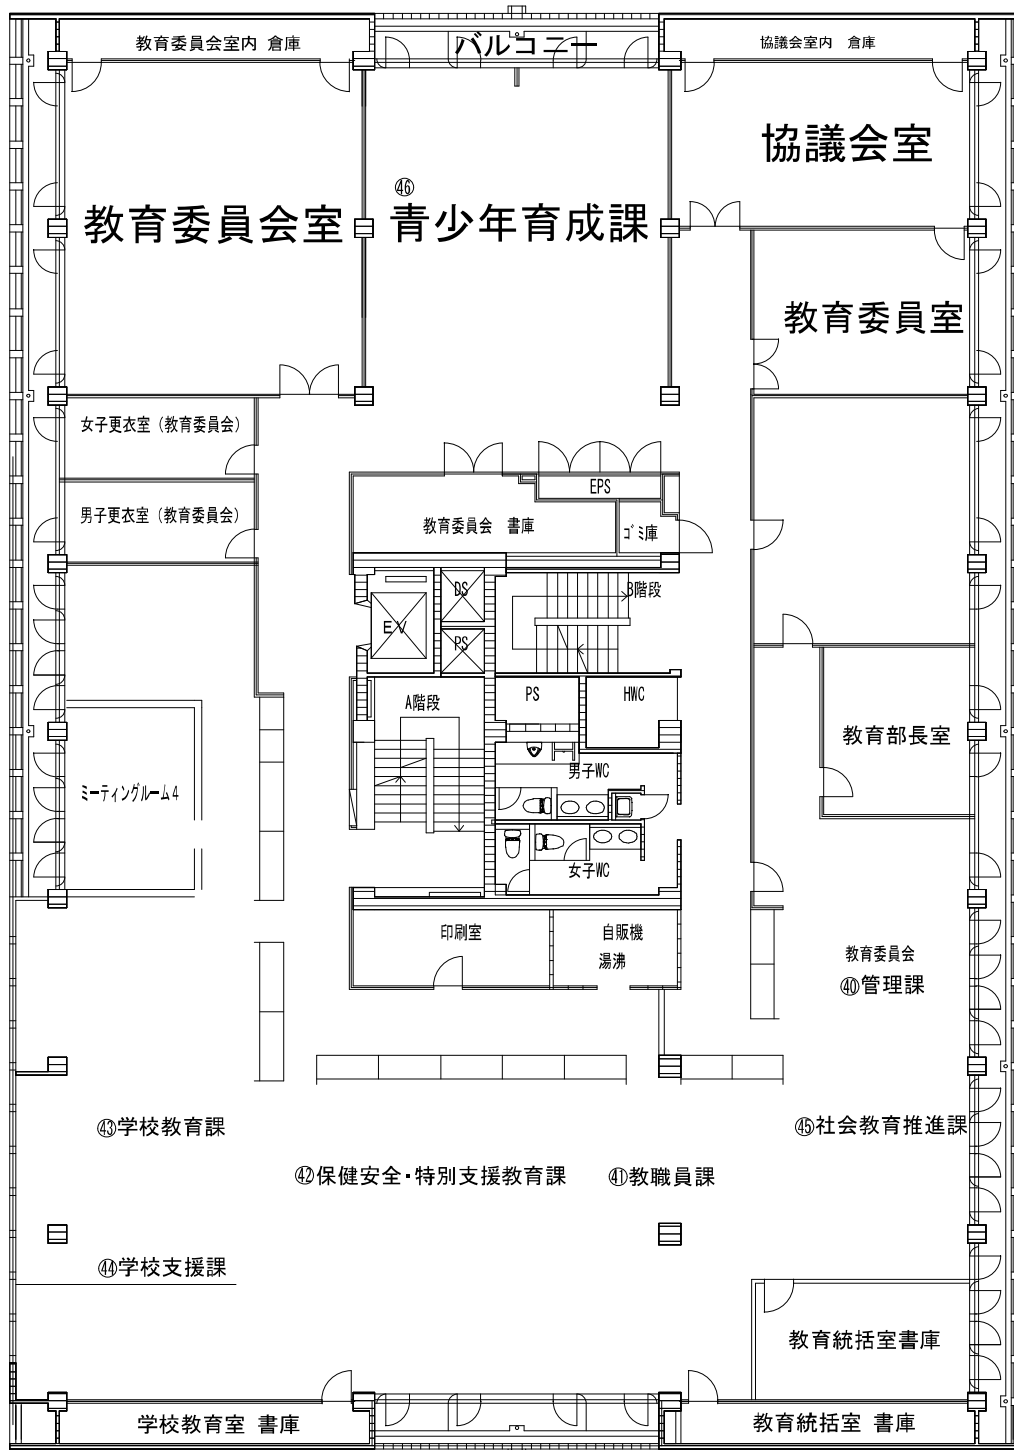 教育委員会室内 倉庫
バルコニー
協議会室内 倉庫
協議会室
㊻
教育委員会室
青少年育成課
教育委員室
女子更衣室（教育委員会）
EPS
男子更衣室（教育委員会）
教育委員会 書庫
ゴミ庫
DS
B階段
EV
PS
PS
HWC
A階段
教育部長室
男子WC
ミーティングルーム4
女子WC
印刷室
自販機
湯沸
教育委員会
㊵管理課
㊸学校教育課
㊺社会教育推進課
㊷保健安全・特別支援教育課
㊶教職員課
㊹学校支援課
教育統括室書庫
学校教育室 書庫
教育統括室 書庫